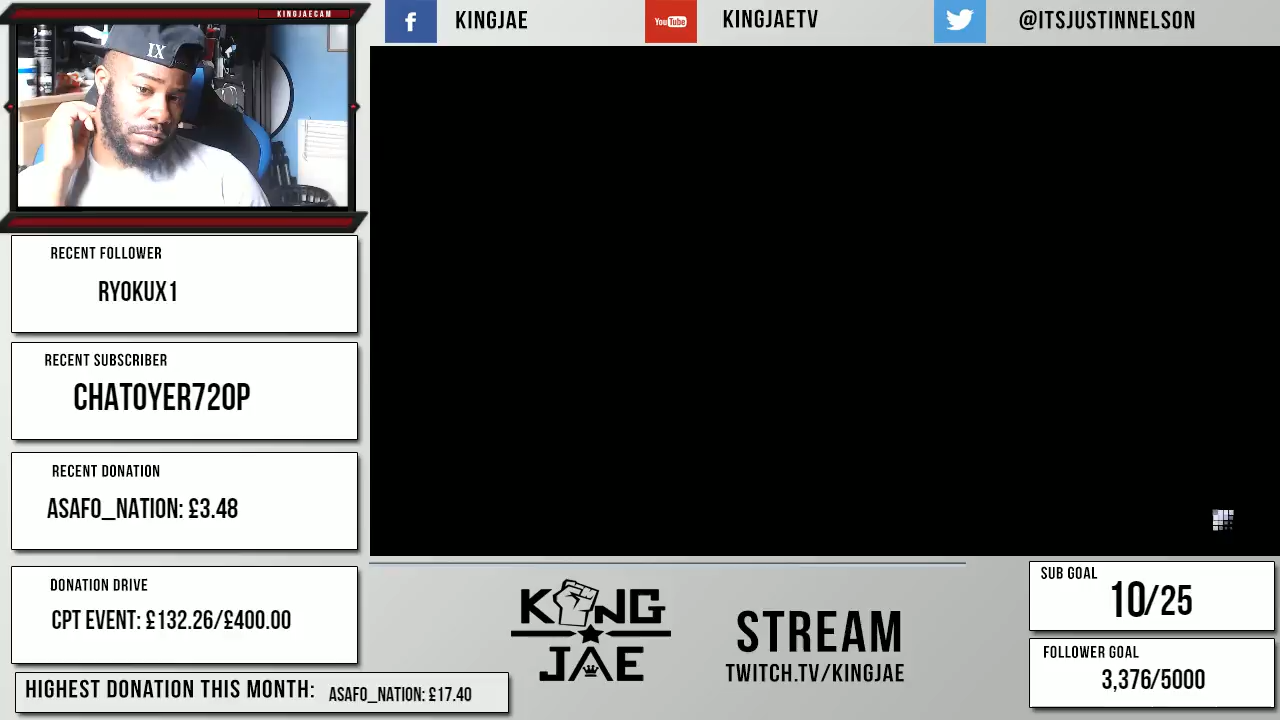 KINGJAECAM
IX
KINGJAE
YouTube
KINGJAETV
@ITSJUSTINNELSON
RECENT FOLLOWER
RYOKUX1
RECENT SUBSCRIBER
CHATOYER720P
RECENT DONATION
ASAFO_NATION: £3.48
DONATION DRIVE
CPT EVENT: £132.26/£400.00
HIGHEST DONATION THIS MONTH: ASAFO_NATION: £17.40
KING
JAE
STREAM
TWITCH.TV/KINGJAE
SUB GOAL
10/25
FOLLOWER GOAL
3,376/5000